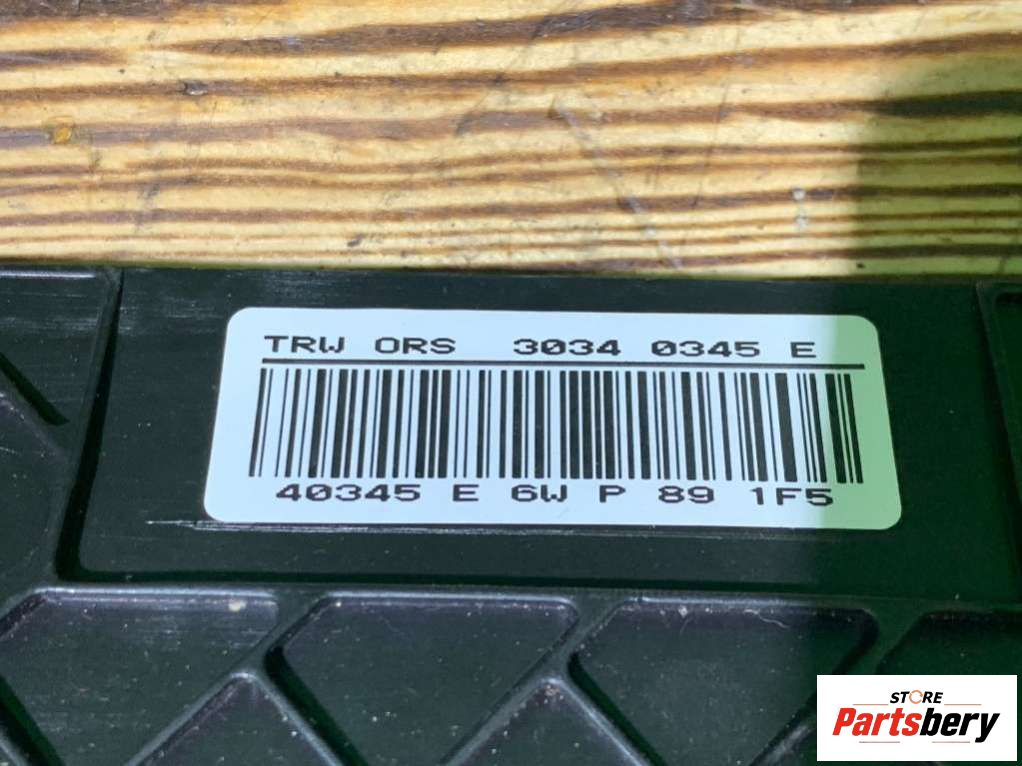 TRW ORS 3034 0345 E
40345 E 6W P 89 1F5
STORE
Partsbery